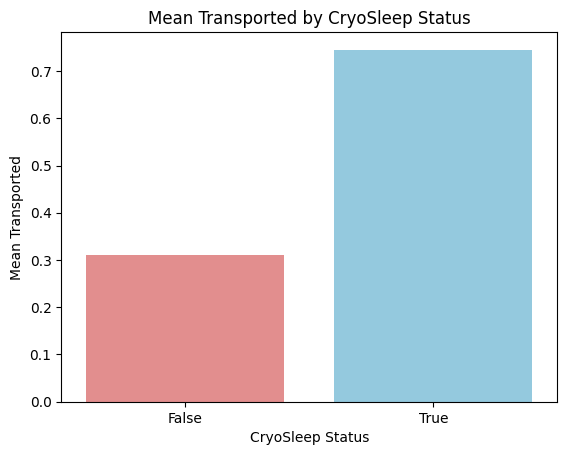 Mean Transported by CryoSleep Status
Mean Transported
0.7
0.6
0.5
0.4
0.3
0.2
0.1
0.0
False
True
CryoSleep Status